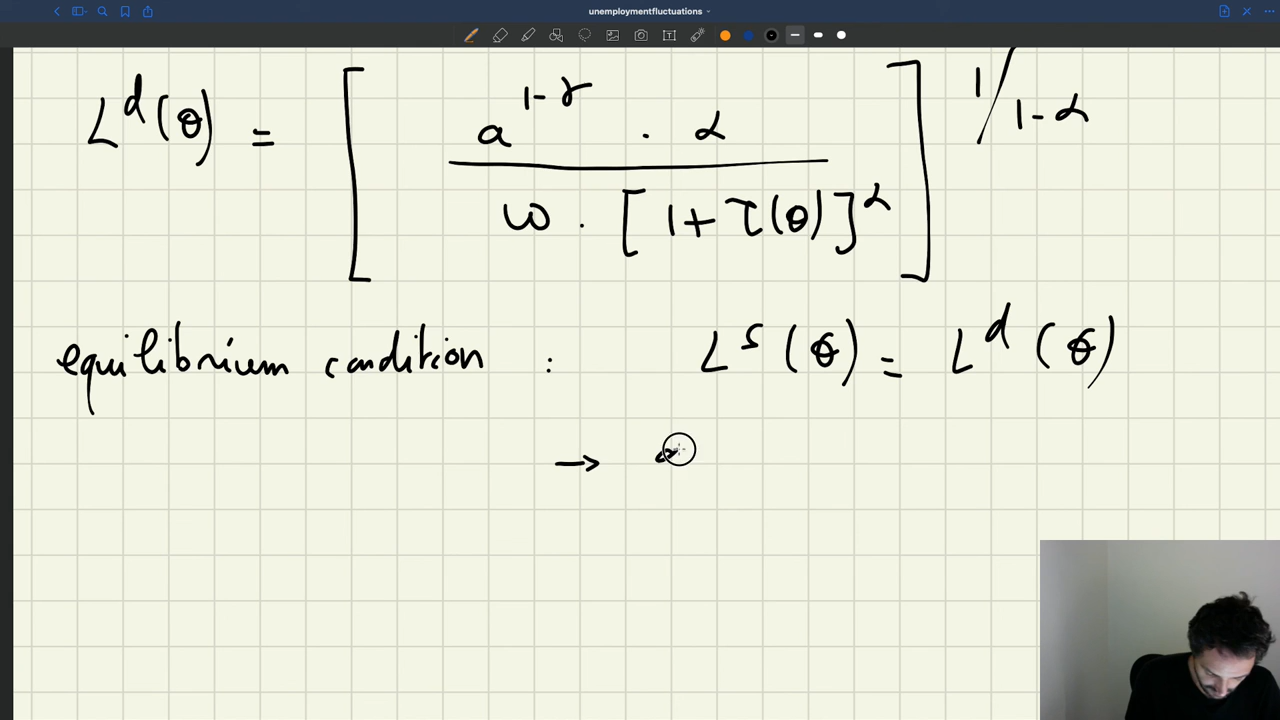 unemploymentfluctuations
L^d(θ) = [ a^{1-γ} · α / ω · [1+τ(θ)]^α ]^{1/1-α}
equilibrium condition : L^s(θ) = L^d(θ)
→